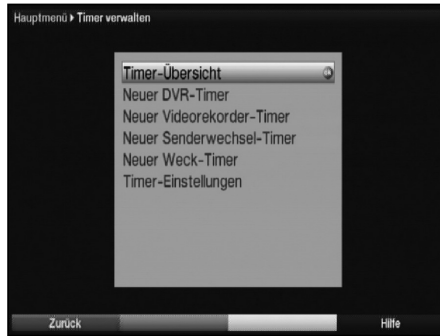 Hauptmenü ▸ Timer verwalten
Timer-Übersicht
Neuer DVR-Timer
Neuer Videorekorder-Timer
Neuer Senderwechsel-Timer
Neuer Weck-Timer
Timer-Einstellungen
Zurück
Hilfe